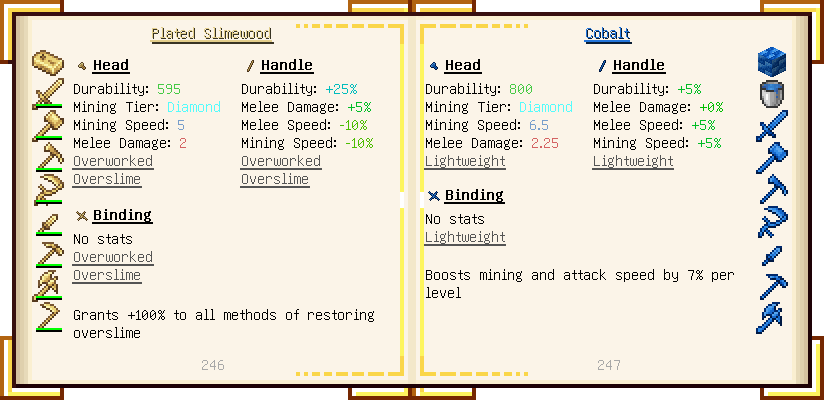 Plated Slimewood
Head
Durability: 595
Mining Tier: Diamond
Mining Speed: 5
Melee Damage: 2
Overworked
Overslime
Handle
Durability: +25%
Melee Damage: +5%
Melee Speed: -10%
Mining Speed: -10%
Overworked
Overslime
Binding
No stats
Overworked
Overslime
Grants +100% to all methods of restoring
overslime
246
Cobalt
Head
Durability: 800
Mining Tier: Diamond
Mining Speed: 6.5
Melee Damage: 2.25
Lightweight
Handle
Durability: +5%
Melee Damage: +0%
Melee Speed: +5%
Mining Speed: +5%
Lightweight
Binding
No stats
Lightweight
Boosts mining and attack speed by 7% per
level
247